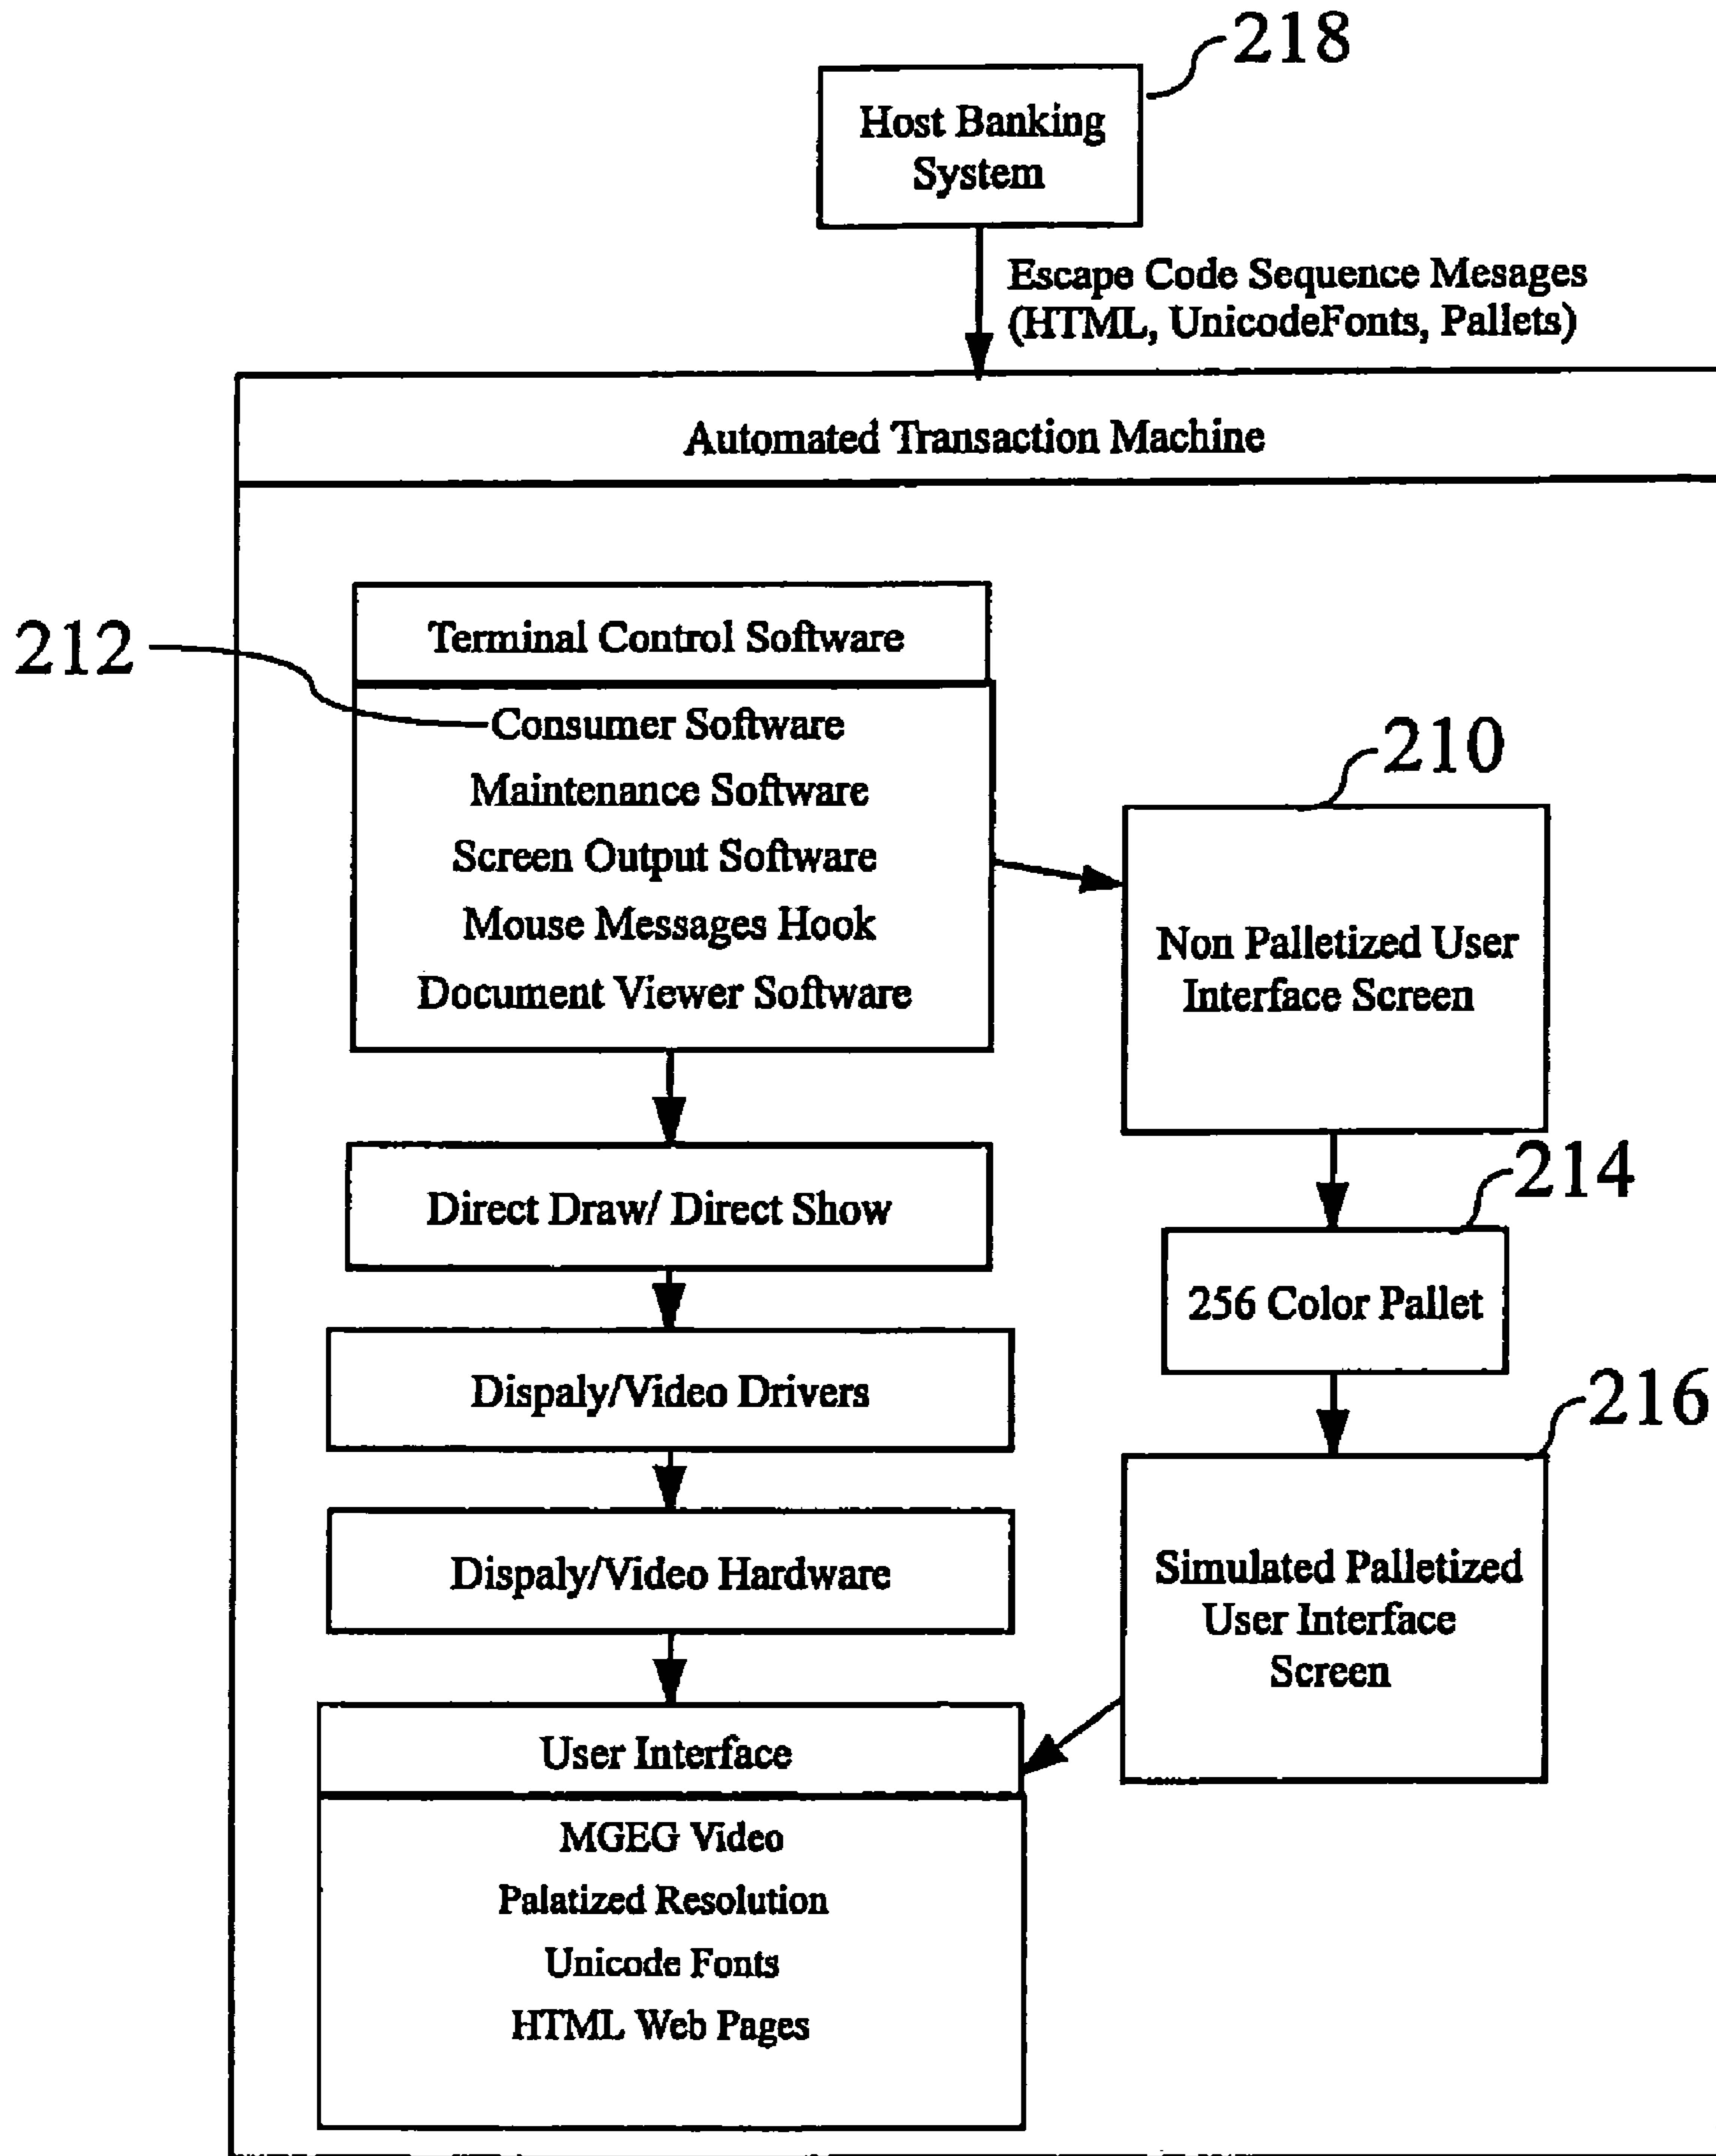 218
Host Banking
System
Escape Code Sequence Mesages
(HTML, UnicodeFonts, Pallets)
Automated Transaction Machine
212
Terminal Control Software
Consumer Software
Maintenance Software
Screen Output Software
Mouse Messages Hook
Document Viewer Software
210
Non Palletized User
Interface Screen
Direct Draw/ Direct Show
214
256 Color Pallet
Dispaly/Video Drivers
216
Dispaly/Video Hardware
Simulated Palletized
User Interface
Screen
User Interface
MGEG Video
Palatized Resolution
Unicode Fonts
HTML Web Pages